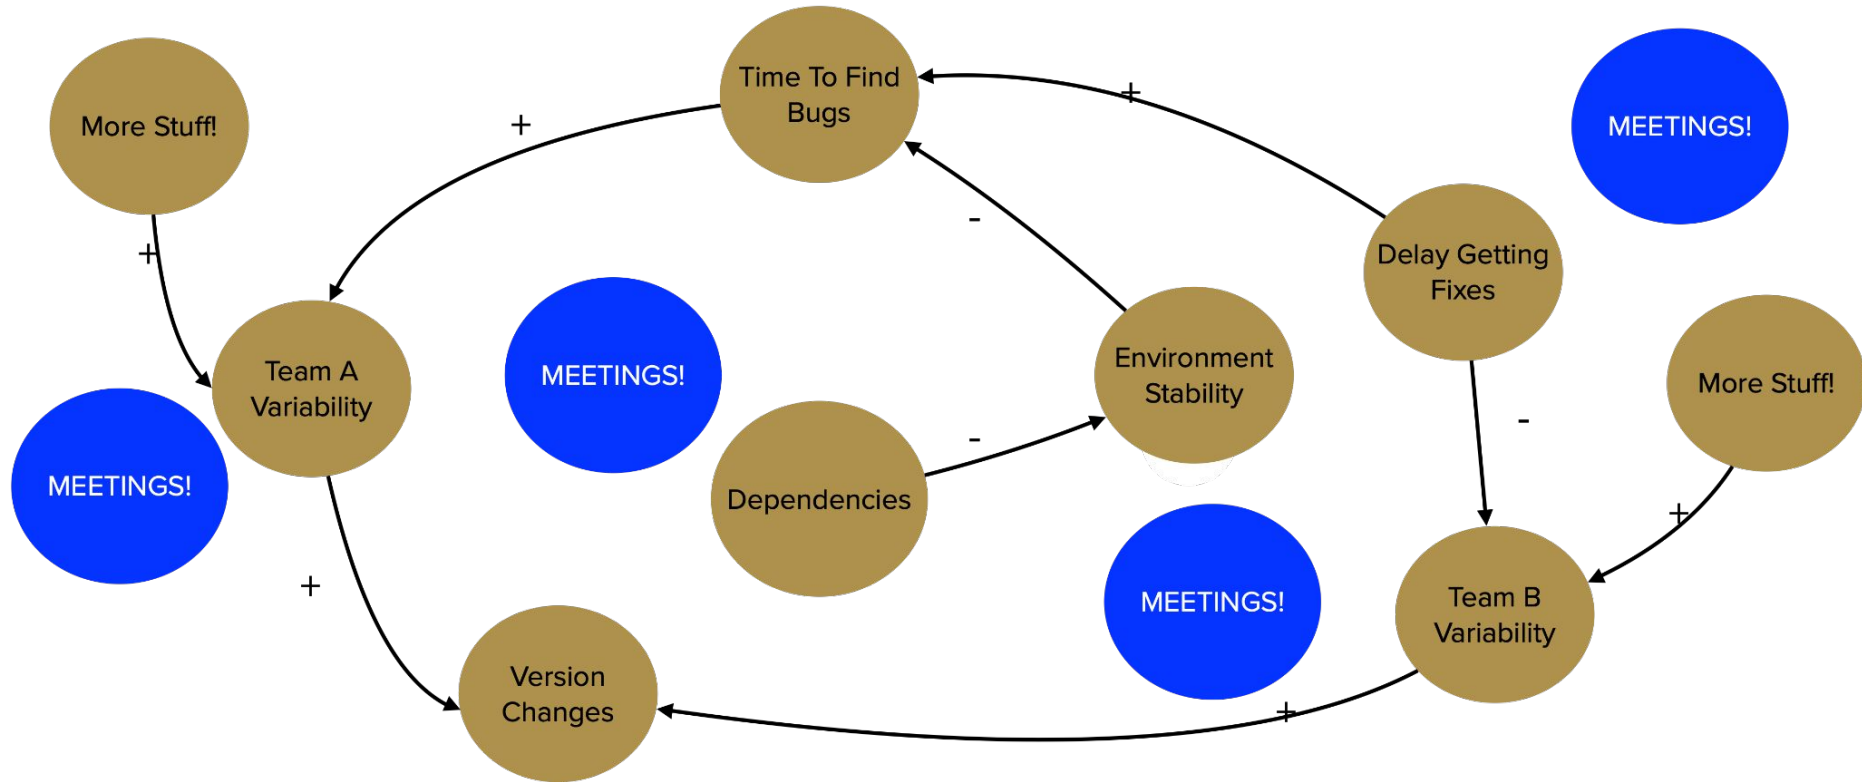 Time To Find
Bugs
More Stuff!
+
+
MEETINGS!
+
-
Delay Getting
Fixes
Team A
Variability
MEETINGS!
Environment
Stability
More Stuff!
-
-
MEETINGS!
Dependencies
+
+
MEETINGS!
Team B
Variability
Version
Changes
+